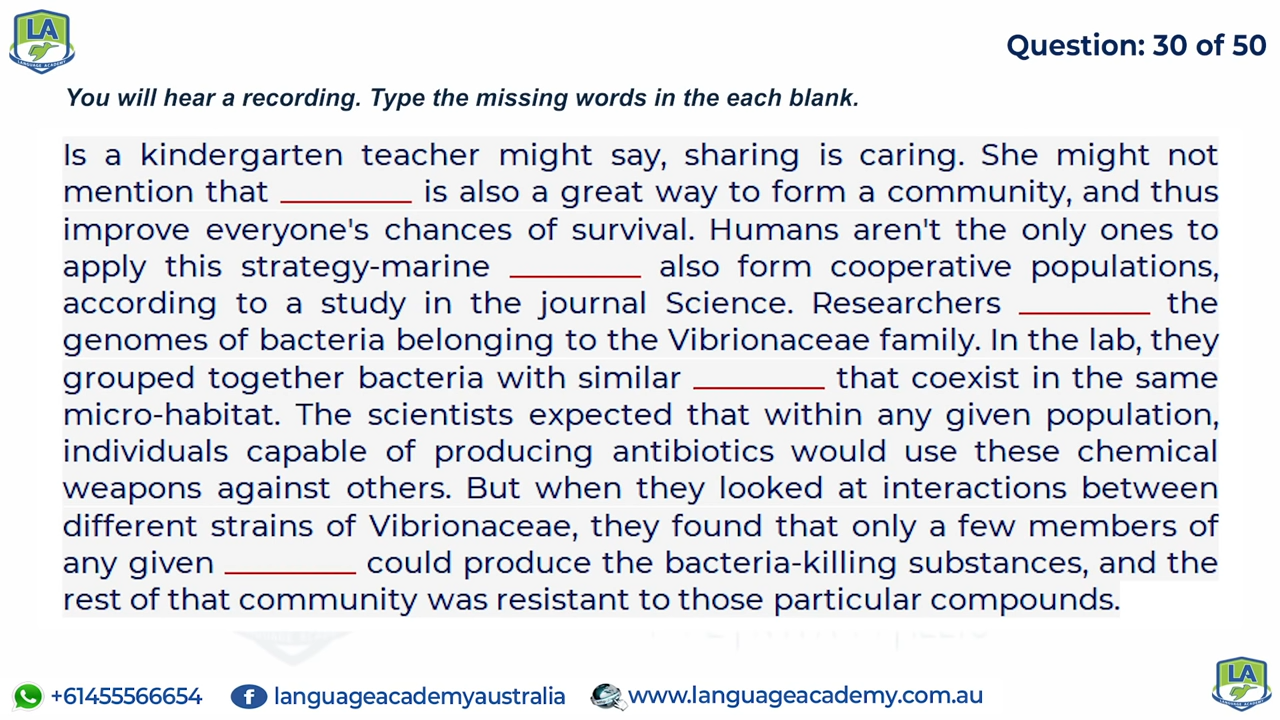 LA
LANGUAGE ACADEMY
Question: 30 of 50
You will hear a recording. Type the missing words in the each blank.
Is a kindergarten teacher might say, sharing is caring. She might not
mention that ________ is also a great way to form a community, and thus
improve everyone's chances of survival. Humans aren't the only ones to
apply this strategy-marine ________ also form cooperative populations,
according to a study in the journal Science. Researchers ________ the
genomes of bacteria belonging to the Vibrionaceae family. In the lab, they
grouped together bacteria with similar ________ that coexist in the same
micro-habitat. The scientists expected that within any given population,
individuals capable of producing antibiotics would use these chemical
weapons against others. But when they looked at interactions between
different strains of Vibrionaceae, they found that only a few members of
any given ________ could produce the bacteria-killing substances, and the
rest of that community was resistant to those particular compounds.
+61455566654 languageacademyaustralia www.languageacademy.com.au
LA